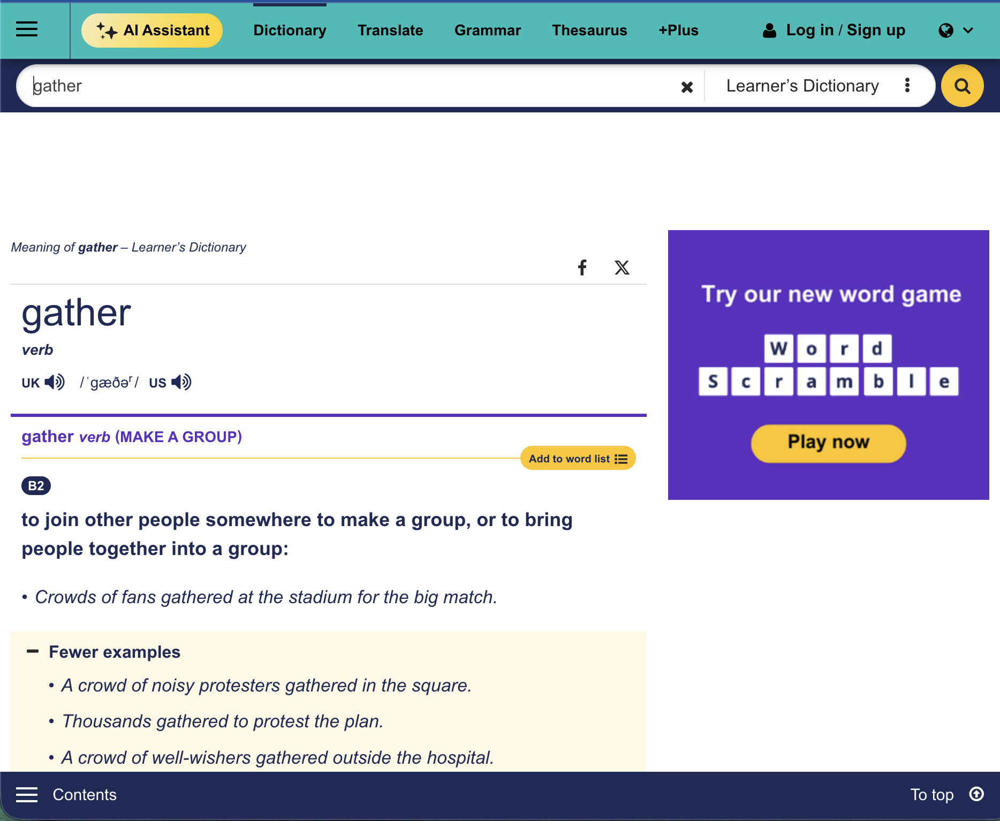 AI Assistant Dictionary Translate Grammar Thesaurus +Plus Log in / Sign up
gather Learner’s Dictionary
Meaning of gather – Learner’s Dictionary
gather
verb
UK /ˈɡæðəʳ/ US
gather verb (MAKE A GROUP)
Add to word list
B2
to join other people somewhere to make a group, or to bring
people together into a group:
• Crowds of fans gathered at the stadium for the big match.
Fewer examples
• A crowd of noisy protesters gathered in the square.
• Thousands gathered to protest the plan.
• A crowd of well-wishers gathered outside the hospital.
Try our new word game
Word
Scramble
Play now
Contents To top